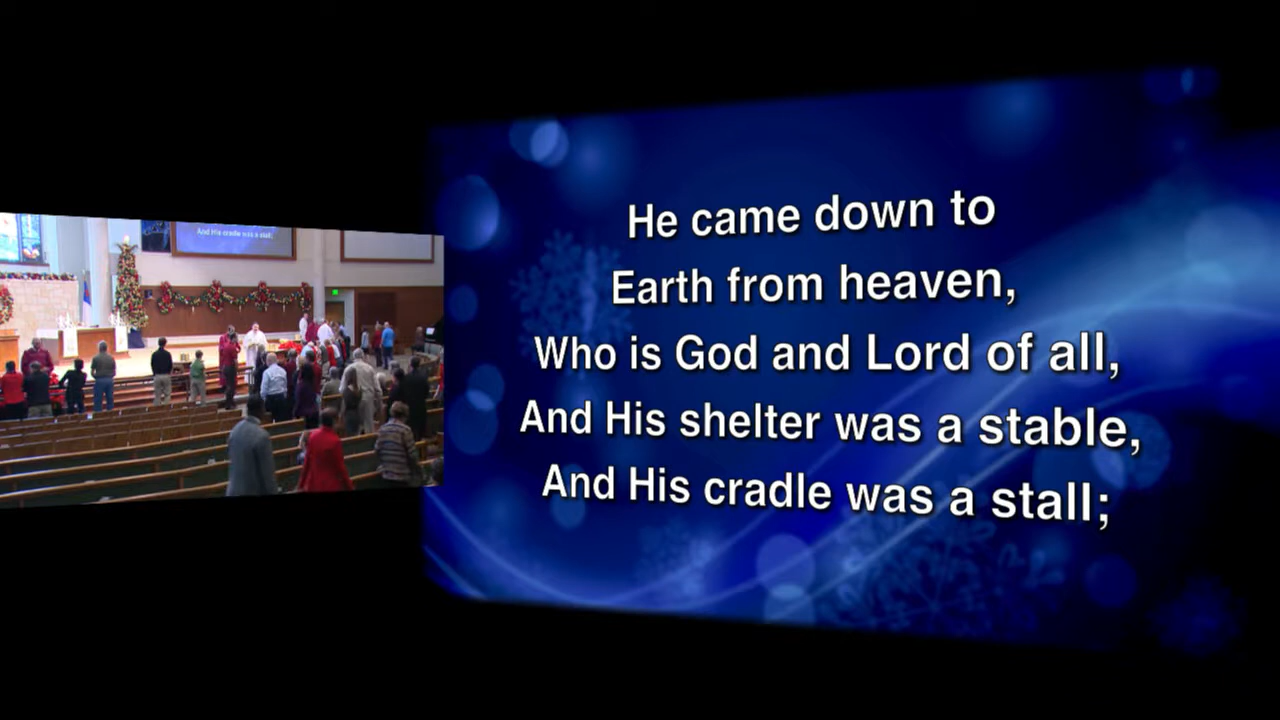 And His cradle was a stall;
He came down to
Earth from heaven,
Who is God and Lord of all,
And His shelter was a stable,
And His cradle was a stall;